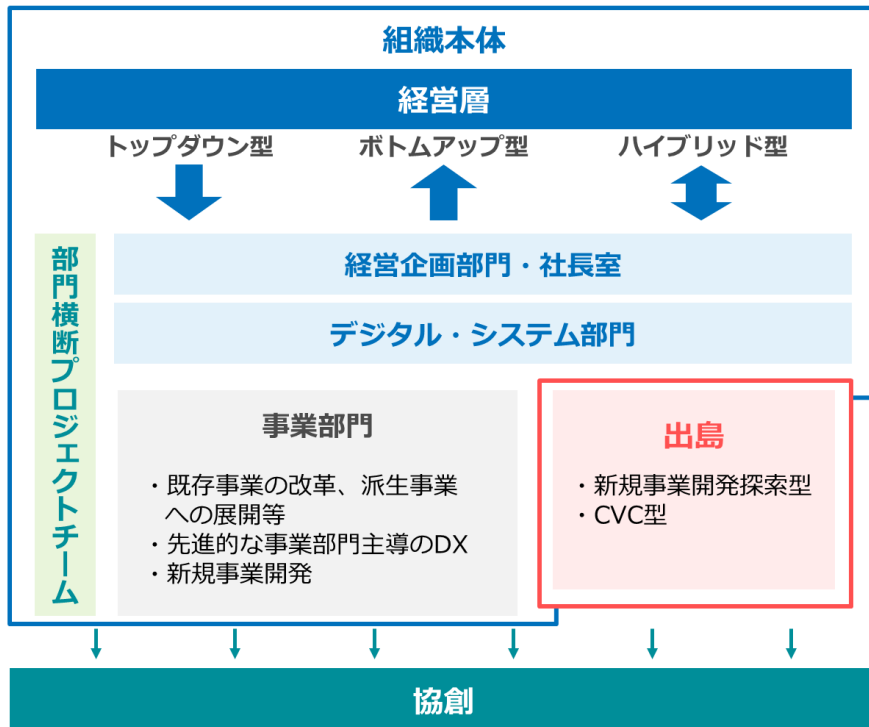 組織本体
経営層
トップダウン型
ボトムアップ型
ハイブリッド型
部門横断プロジェクトチーム
経営企画部門・社長室
デジタル・システム部門
事業部門
・既存事業の改革、派生事業
への展開等
・先進的な事業部門主導のDX
・新規事業開発
出島
・新規事業開発探索型
・CVC型
協創